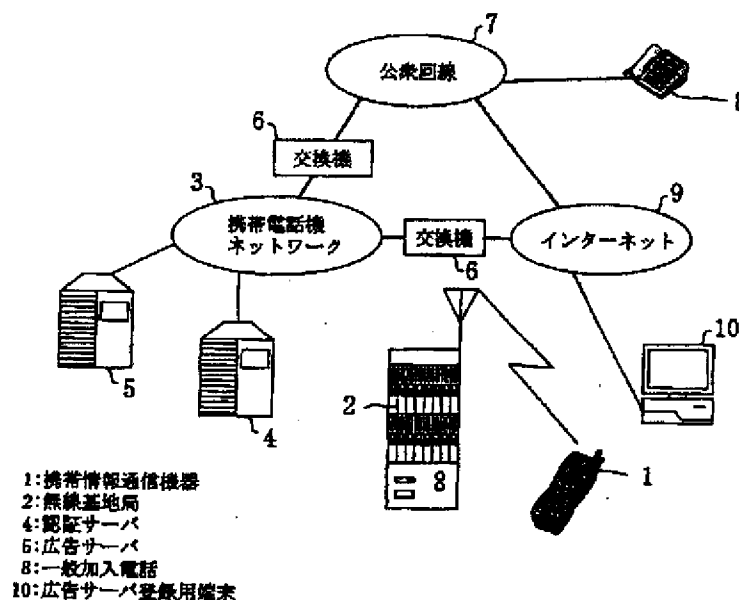 7
公衆回線
6
交換機
3
携帯電話機
ネットワーク
交換機
6
9
インターネット
5
4
2
8
10
1
1:携帯情報通信機器
2:無線基地局
4:認証サーバ
5:広告サーバ
8:一般加入電話
10:広告サーバ登録用端末